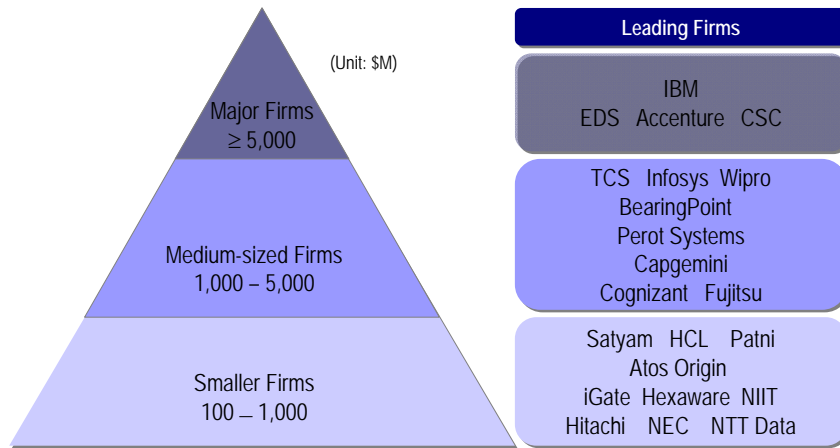 Leading Firms
(Unit: $M)
Major Firms
≥ 5,000
IBM
EDS Accenture CSC
Medium-sized Firms
1,000 – 5,000
TCS Infosys Wipro
BearingPoint
Perot Systems
Capgemini
Cognizant Fujitsu
Smaller Firms
100 – 1,000
Satyam HCL Patni
Atos Origin
iGate Hexaware NIIT
Hitachi NEC NTT Data